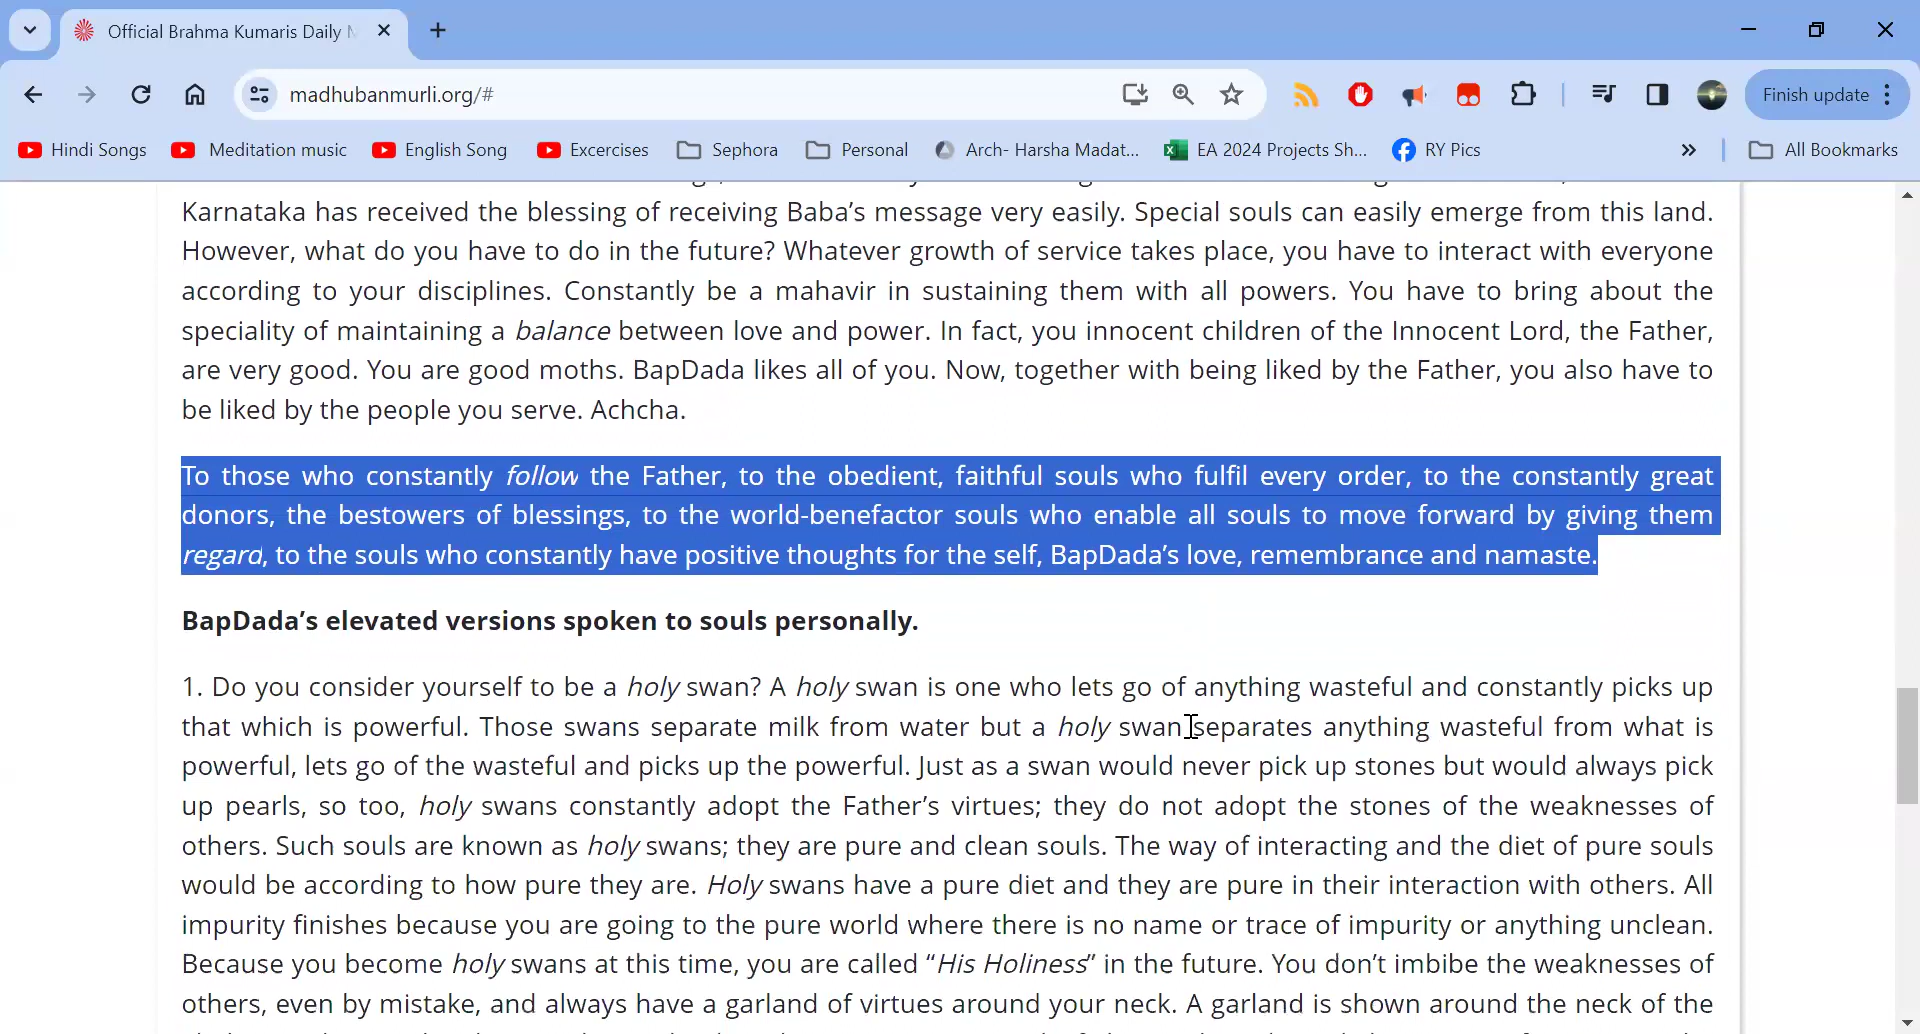 Official Brahma Kumaris Daily
madhubanmurli.org/#
Finish update
Hindi Songs
Meditation music
English Song
Excercises
Sephora
Personal
Arch- Harsha Madat...
EA 2024 Projects Sh...
RY Pics
»
All Bookmarks
Karnataka has received the blessing of receiving Baba’s message very easily. Special souls can easily emerge from this land.
However, what do you have to do in the future? Whatever growth of service takes place, you have to interact with everyone
according to your disciplines. Constantly be a mahavir in sustaining them with all powers. You have to bring about the
speciality of maintaining a balance between love and power. In fact, you innocent children of the Innocent Lord, the Father,
are very good. You are good moths. BapDada likes all of you. Now, together with being liked by the Father, you also have to
be liked by the people you serve. Achcha.
To those who constantly follow the Father, to the obedient, faithful souls who fulfil every order, to the constantly great
donors, the bestowers of blessings, to the world-benefactor souls who enable all souls to move forward by giving them
regard, to the souls who constantly have positive thoughts for the self, BapDada’s love, remembrance and namaste.
BapDada’s elevated versions spoken to souls personally.
1. Do you consider yourself to be a holy swan? A holy swan is one who lets go of anything wasteful and constantly picks up
that which is powerful. Those swans separate milk from water but a holy swan separates anything wasteful from what is
powerful, lets go of the wasteful and picks up the powerful. Just as a swan would never pick up stones but would always pick
up pearls, so too, holy swans constantly adopt the Father’s virtues; they do not adopt the stones of the weaknesses of
others. Such souls are known as holy swans; they are pure and clean souls. The way of interacting and the diet of pure souls
would be according to how pure they are. Holy swans have a pure diet and they are pure in their interaction with others. All
impurity finishes because you are going to the pure world where there is no name or trace of impurity or anything unclean.
Because you become holy swans at this time, you are called “His Holiness” in the future. You don’t imbibe the weaknesses of
others, even by mistake, and always have a garland of virtues around your neck. A garland is shown around the neck of the